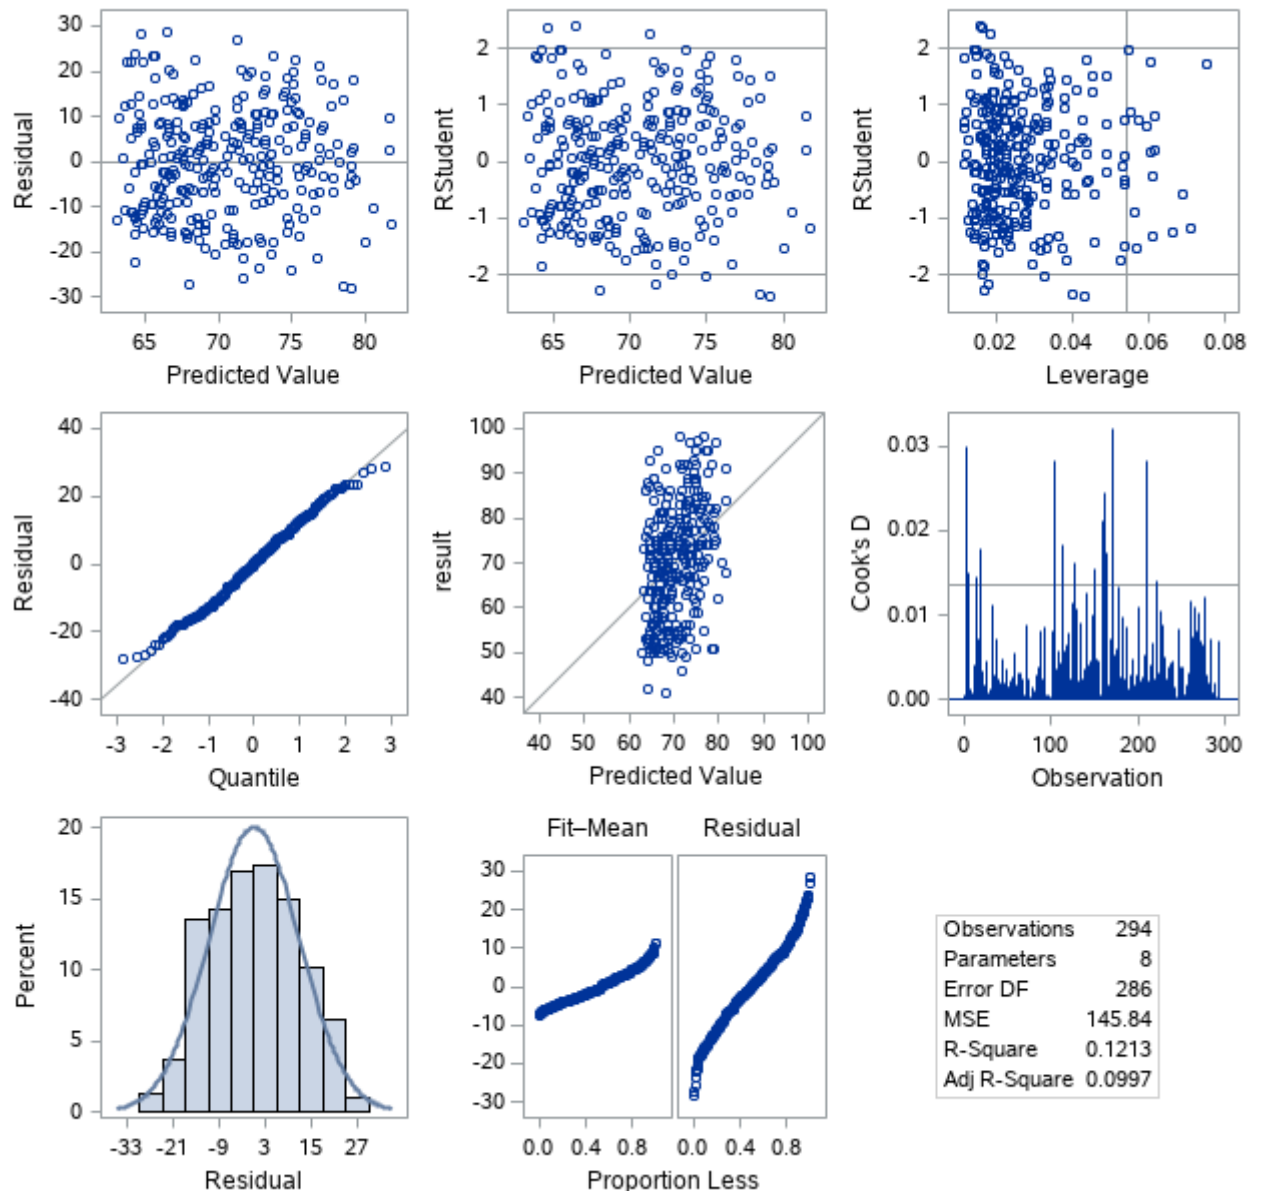 30
20
10
0
-10
-20
-30
Residual
65 70 75 80
Predicted Value
2
1
0
-1
-2
RStudent
65 70 75 80
Predicted Value
2
1
0
-1
-2
RStudent
0.02 0.04 0.06 0.08
Leverage
40
20
0
-20
-40
Residual
-3 -2 -1 0 1 2 3
Quantile
100
90
80
70
60
50
40
result
40 50 60 70 80 90 100
Predicted Value
0.03
0.02
0.01
0.00
Cook's D
0 100 200 300
Observation
20
15
10
5
0
Percent
-33 -21 -9 3 15 27
Residual
Fit–Mean Residual
30
20
10
0
-10
-20
-30
0.0 0.4 0.8 0.0 0.4 0.8
Proportion Less
Observations 294
Parameters 8
Error DF 286
MSE 145.84
R-Square 0.1213
Adj R-Square 0.0997